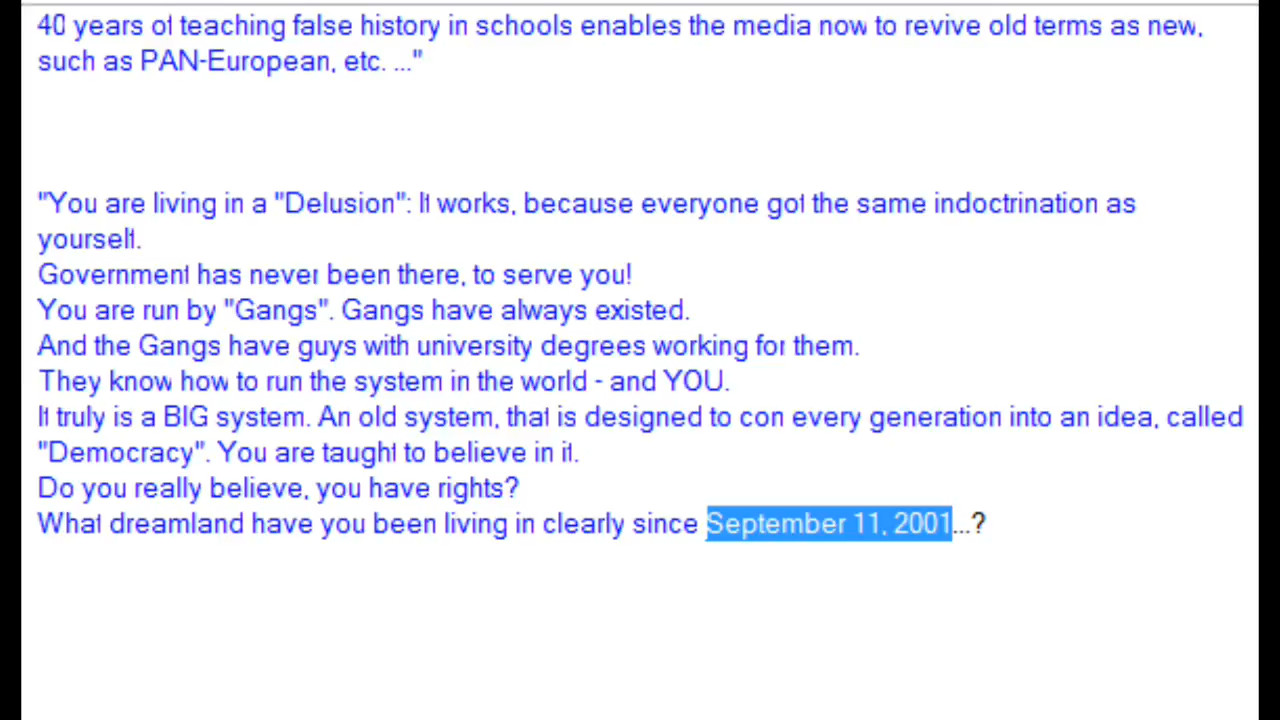 40 years of teaching false history in schools enables the media now to revive old terms as new,
such as PAN-European, etc. ..."
"You are living in a "Delusion": It works, because everyone got the same indoctrination as
yourself.
Government has never been there, to serve you!
You are run by "Gangs". Gangs have always existed.
And the Gangs have guys with university degrees working for them.
They know how to run the system in the world - and YOU.
It truly is a BIG system. An old system, that is designed to con every generation into an idea, called
"Democracy". You are taught to believe in it.
Do you really believe, you have rights?
What dreamland have you been living in clearly since September 11, 2001...?